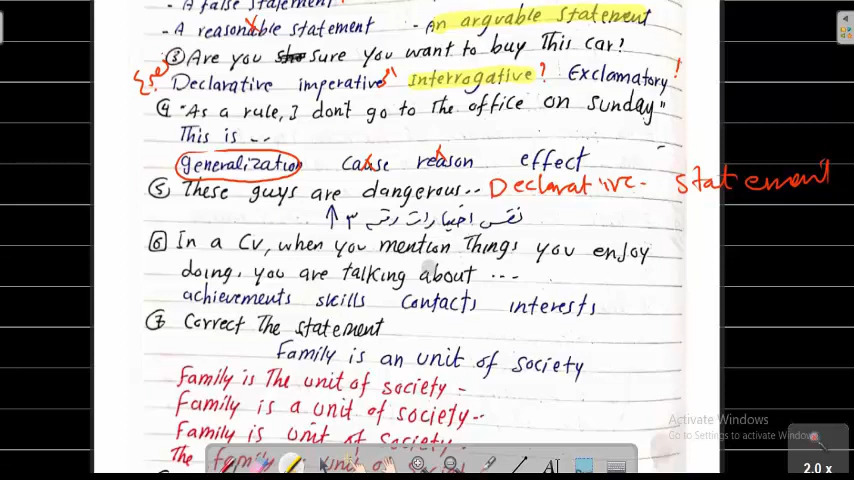 - A false statement
- A reasonable statement - An arguable statement
③ Are you sure you want to buy This car?
Declarative imperative Interrogative ? Exclamatory !
④ "As a rule, I don't go to The office on Sunday"
This is ...
generalization cause reason effect
⑤ These guys are dangerous.. Declarative. statement
↑ نفس اختيارات رقم ٣
⑥ In a Cv, when you mention Things you enjoy
doing, you are talking about ...
achievements skills contacts interests
⑦ Correct The statement
Family is an unit of society
Family is The unit of society -
Family is a unit of society..
Family is unit of society.
The family unit of
Activate Windows
Go to Settings to activate Windows.
2.0 x